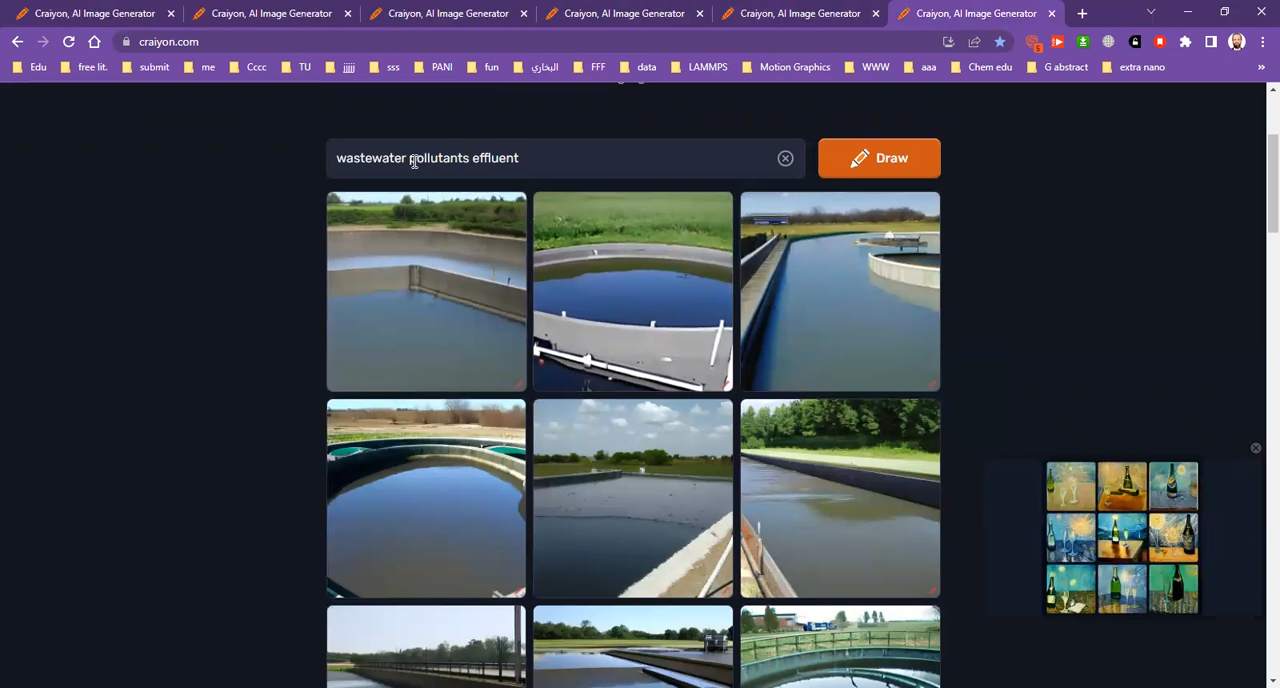 Craiyon, AI Image Generator Craiyon, AI Image Generator Craiyon, AI Image Generator Craiyon, AI Image Generator Craiyon, AI Image Generator Craiyon, AI Image Generator
craiyon.com 5
Edu free lit. submit me Cccc TU jjjj sss PANI fun البخاري FFF data LAMMPS Motion Graphics WWW aaa Chem edu G abstract extra nano »
wastewater pollutants effluent Draw